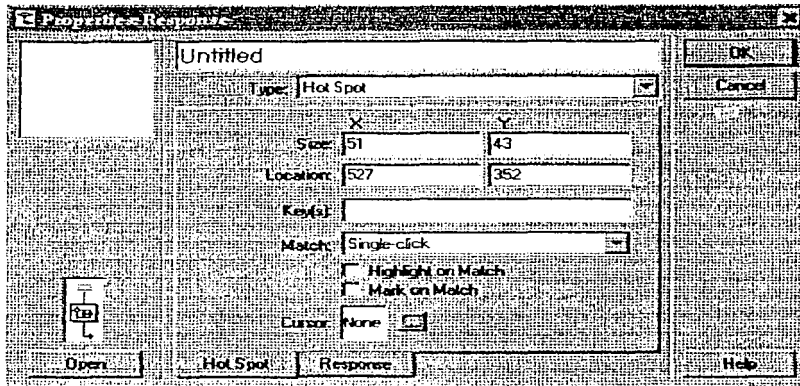 Properties: Response
Untitled
OK
Type: Hot Spot
Cancel
X Y
Size: 51 43
Location: 527 352
Key(s):
Match: Single-click
Highlight on Match
Mark on Match
Cursor: None ...
Open Hot Spot Response Help